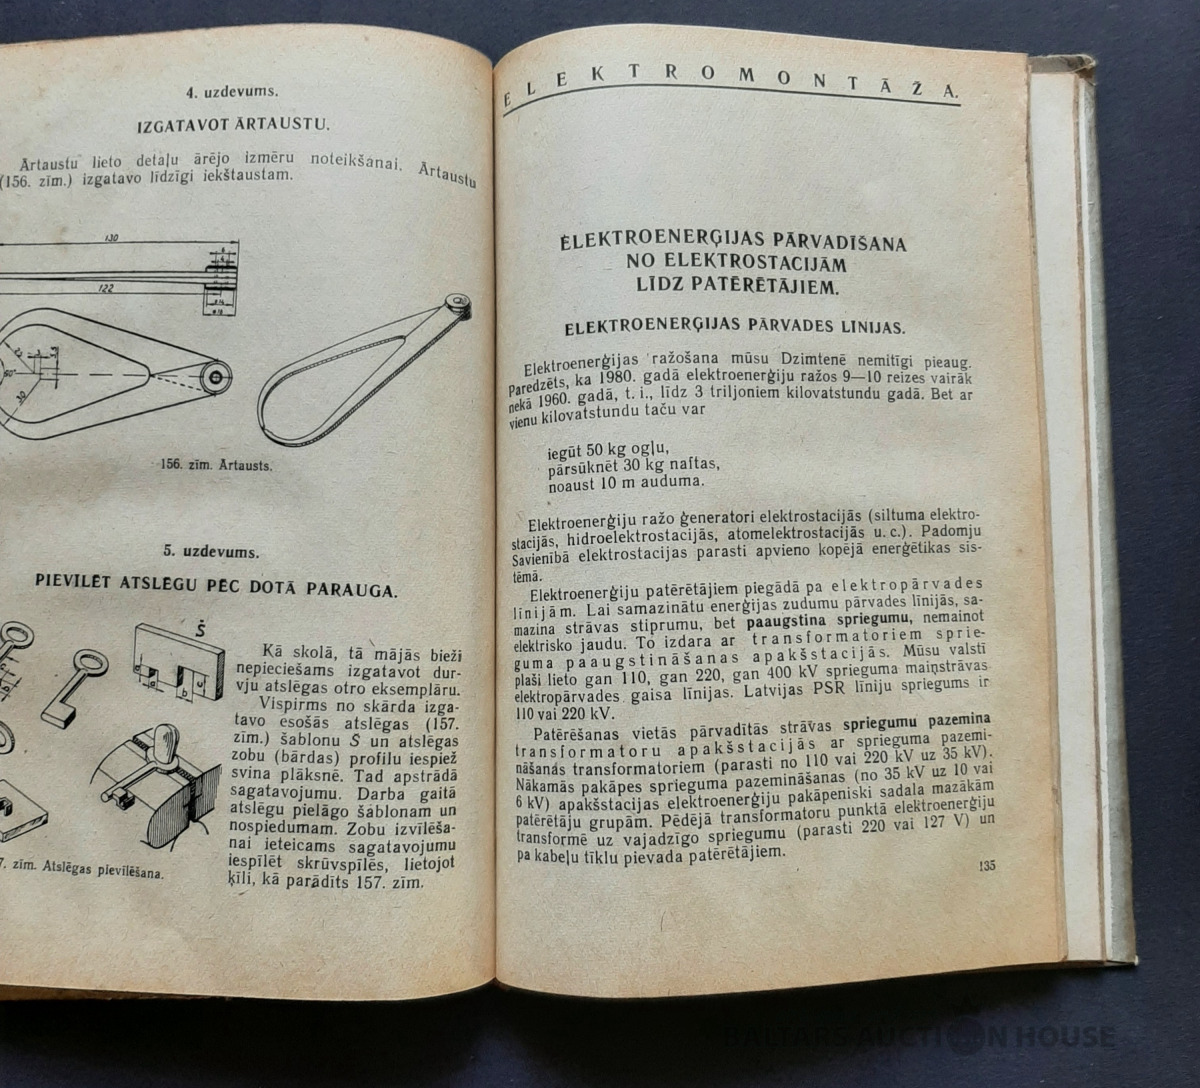 4. uzdevums.
IZGATAVOT ĀRTAUSTU.
Ārtaustu lieto detaļu ārējo izmēru noteikšanai. Ārtaustu
(156. zīm.) izgatavo līdzīgi iekštaustam.
130
122
156. zīm. Ārtausts.
5. uzdevums.
PIEVĪLĒT ATSLĒGU PĒC DOTĀ PARAUGA.
Š
a
b
c
Kā skolā, tā mājās bieži
nepieciešams izgatavot dur-
vju atslēgas otro eksemplāru.
Vispirms no skārda izga-
tavo esošās atslēgas (157.
zīm.) šablonu Š un atslēgas
zobu (bārdas) profilu iespiež
svina plāksnē. Tad apstrādā
sagatavojumu. Darba gaitā
atslēgu pielāgo šablonam un
nospiedumam. Zobu izvīlēša-
nai ieteicams sagatavojumu
iespīlēt skrūvspīlēs, lietojot
ķīli, kā parādīts 157. zīm.
7. zīm. Atslēgas pievīlēšana.
ELEKTROMONTĀŽA.
ELEKTROENERĢIJAS PĀRVADĪŠANA
NO ELEKTROSTACIJĀM
LĪDZ PATĒRĒTĀJIEM.
ELEKTROENERĢIJAS PĀRVADES LĪNIJAS.
Elektroenerģijas ražošana mūsu Dzimtenē nemitīgi pieaug.
Paredzēts, ka 1980. gadā elektroenerģiju ražos 9—10 reizes vairāk
nekā 1960. gadā, t. i., līdz 3 triljoniem kilovatstundu gadā. Bet ar
vienu kilovatstundu taču var
iegūt 50 kg ogļu,
pārsūknēt 30 kg naftas,
noaust 10 m auduma.
Elektroenerģiju ražo ģeneratori elektrostacijās (siltuma elektro-
stacijās, hidroelektrostacijās, atomelektrostacijās u. c.). Padomju
Savienībā elektrostacijas parasti apvieno kopējā enerģētikas sis-
tēmā.
Elektroenerģiju patērētājiem piegādā pa elektropārvades
līnijām. Lai samazinātu enerģijas zudumu pārvades līnijās, sa-
mazina strāvas stiprumu, bet paaugstina spriegumu, nemainot
elektrisko jaudu. To izdara ar transformatoriem sprie-
guma paaugstināšanas apakšstacijās. Mūsu valstī
plaši lieto gan 110, gan 220, gan 400 kV sprieguma maiņstrāvas
elektropārvades gaisa līnijas. Latvijas PSR līniju spriegums ir
110 vai 220 kV.
Patērēšanas vietās pārvadītās strāvas spriegumu pazemina
transformatoru apakšstacijās ar sprieguma pazemi-
nāšanas transformatoriem (parasti no 110 vai 220 kV uz 35 kV).
Nākamās pakāpes sprieguma pazemināšanas (no 35 kV uz 10 vai
6 kV) apakšstacijas elektroenerģiju pakāpeniski sadala mazākām
patērētāju grupām. Pēdējā transformatoru punktā elektroenerģiju
transformē uz vajadzīgo spriegumu (parasti 220 vai 127 V) un
pa kabeļu tīklu pievada patērētājiem.
135
BALTARS AUCTION HOUSE